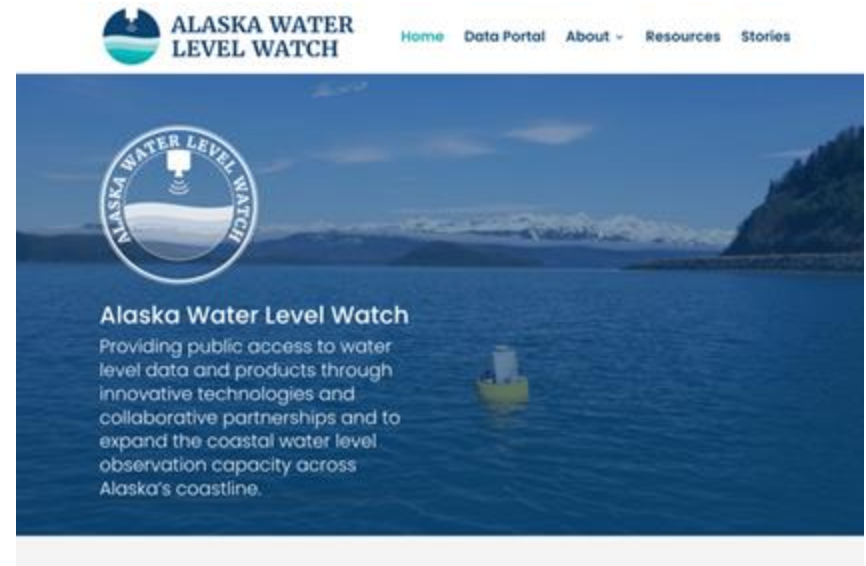 ALASKA WATER
LEVEL WATCH
Home Data Portal About Resources Stories
ALASKA WATER LEVEL WATCH
Alaska Water Level Watch
Providing public access to water
level data and products through
innovative technologies and
collaborative partnerships and to
expand the coastal water level
observation capacity across
Alaska's coastline.